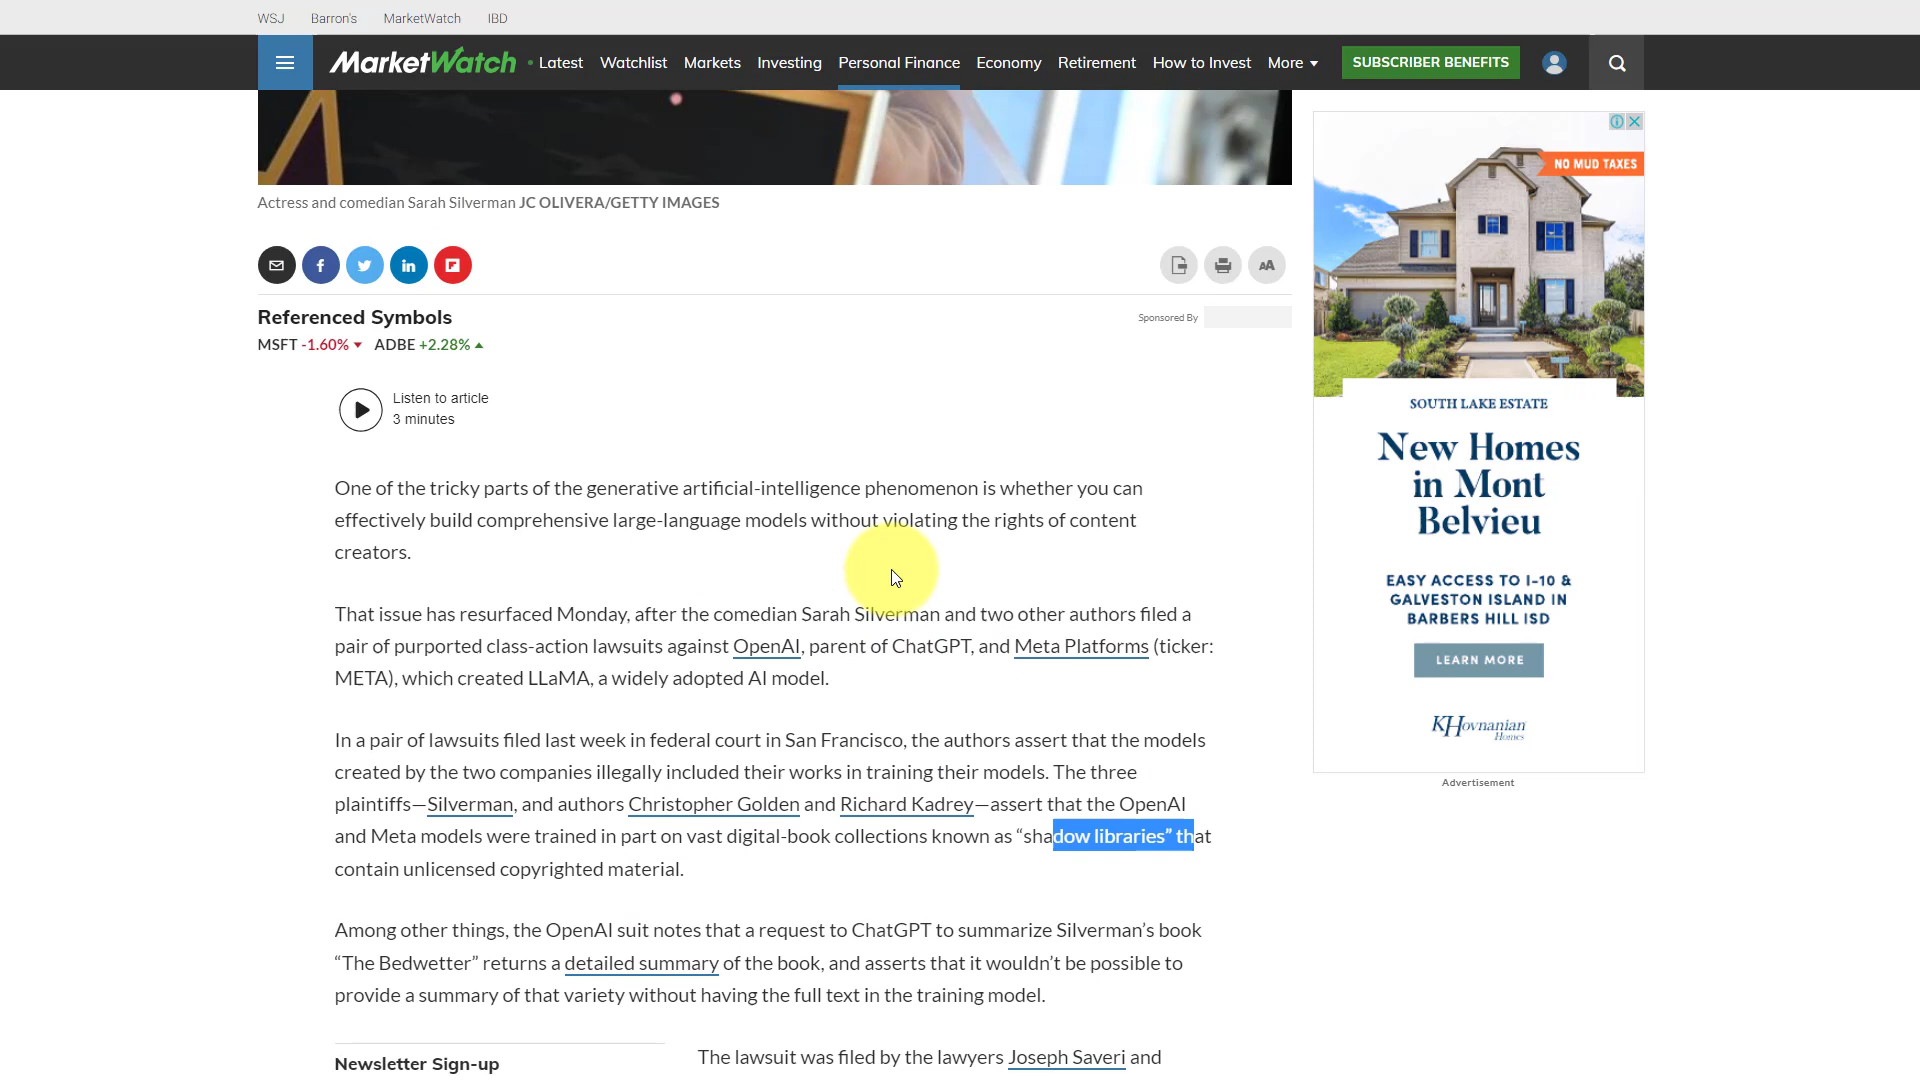 WSJ Barron's MarketWatch IBD
MarketWatch • Latest Watchlist Markets Investing Personal Finance Economy Retirement How to Invest More SUBSCRIBER BENEFITS
Actress and comedian Sarah Silverman JC OLIVERA/GETTY IMAGES
Referenced Symbols
Sponsored By
MSFT -1.60% ADBE +2.28%
Listen to article
3 minutes
One of the tricky parts of the generative artificial-intelligence phenomenon is whether you can
effectively build comprehensive large-language models without violating the rights of content
creators.
That issue has resurfaced Monday, after the comedian Sarah Silverman and two other authors filed a
pair of purported class-action lawsuits against OpenAI, parent of ChatGPT, and Meta Platforms (ticker:
META), which created LLaMA, a widely adopted AI model.
In a pair of lawsuits filed last week in federal court in San Francisco, the authors assert that the models
created by the two companies illegally included their works in training their models. The three
plaintiffs—Silverman, and authors Christopher Golden and Richard Kadrey—assert that the OpenAI
and Meta models were trained in part on vast digital-book collections known as “shadow libraries” that
contain unlicensed copyrighted material.
Among other things, the OpenAI suit notes that a request to ChatGPT to summarize Silverman’s book
“The Bedwetter” returns a detailed summary of the book, and asserts that it wouldn’t be possible to
provide a summary of that variety without having the full text in the training model.
Newsletter Sign-up
The lawsuit was filed by the lawyers Joseph Saveri and
NO MUD TAXES
SOUTH LAKE ESTATE
New Homes
in Mont
Belvieu
EASY ACCESS TO I-10 &
GALVESTON ISLAND IN
BARBERS HILL ISD
LEARN MORE
KHovnanian
Homes
Advertisement